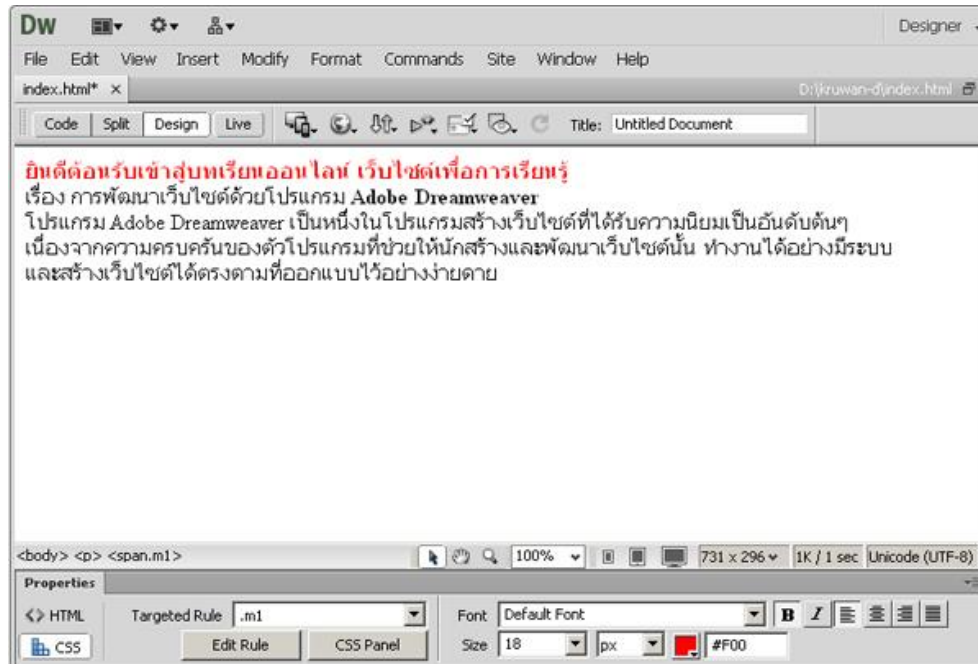 Dw Designer
File Edit View Insert Modify Format Commands Site Window Help
index.html* × D:\kruwan-d\index.html
Code Split Design Live Title: Untitled Document
ยินดีต้อนรับเข้าสู่บทเรียนออนไลน์ เว็บไซต์เพื่อการเรียนรู้
เรื่อง การพัฒนาเว็บไซต์ด้วยโปรแกรม Adobe Dreamweaver
โปรแกรม Adobe Dreamweaver เป็นหนึ่งในโปรแกรมสร้างเว็บไซต์ที่ได้รับความนิยมเป็นอันดับต้นๆ
เนื่องจากความครบครันของตัวโปรแกรมที่ช่วยให้นักสร้างและพัฒนาเว็บไซต์นั้น ทำงานได้อย่างมีระบบ
และสร้างเว็บไซต์ได้ตรงตามที่ออกแบบไว้อย่างง่ายดาย
<body> <p> <span.m1> 100% 731 x 296 1K / 1 sec Unicode (UTF-8)
Properties
<> HTML Targeted Rule .m1 Font Default Font B I
CSS Edit Rule CSS Panel Size 18 px #F00